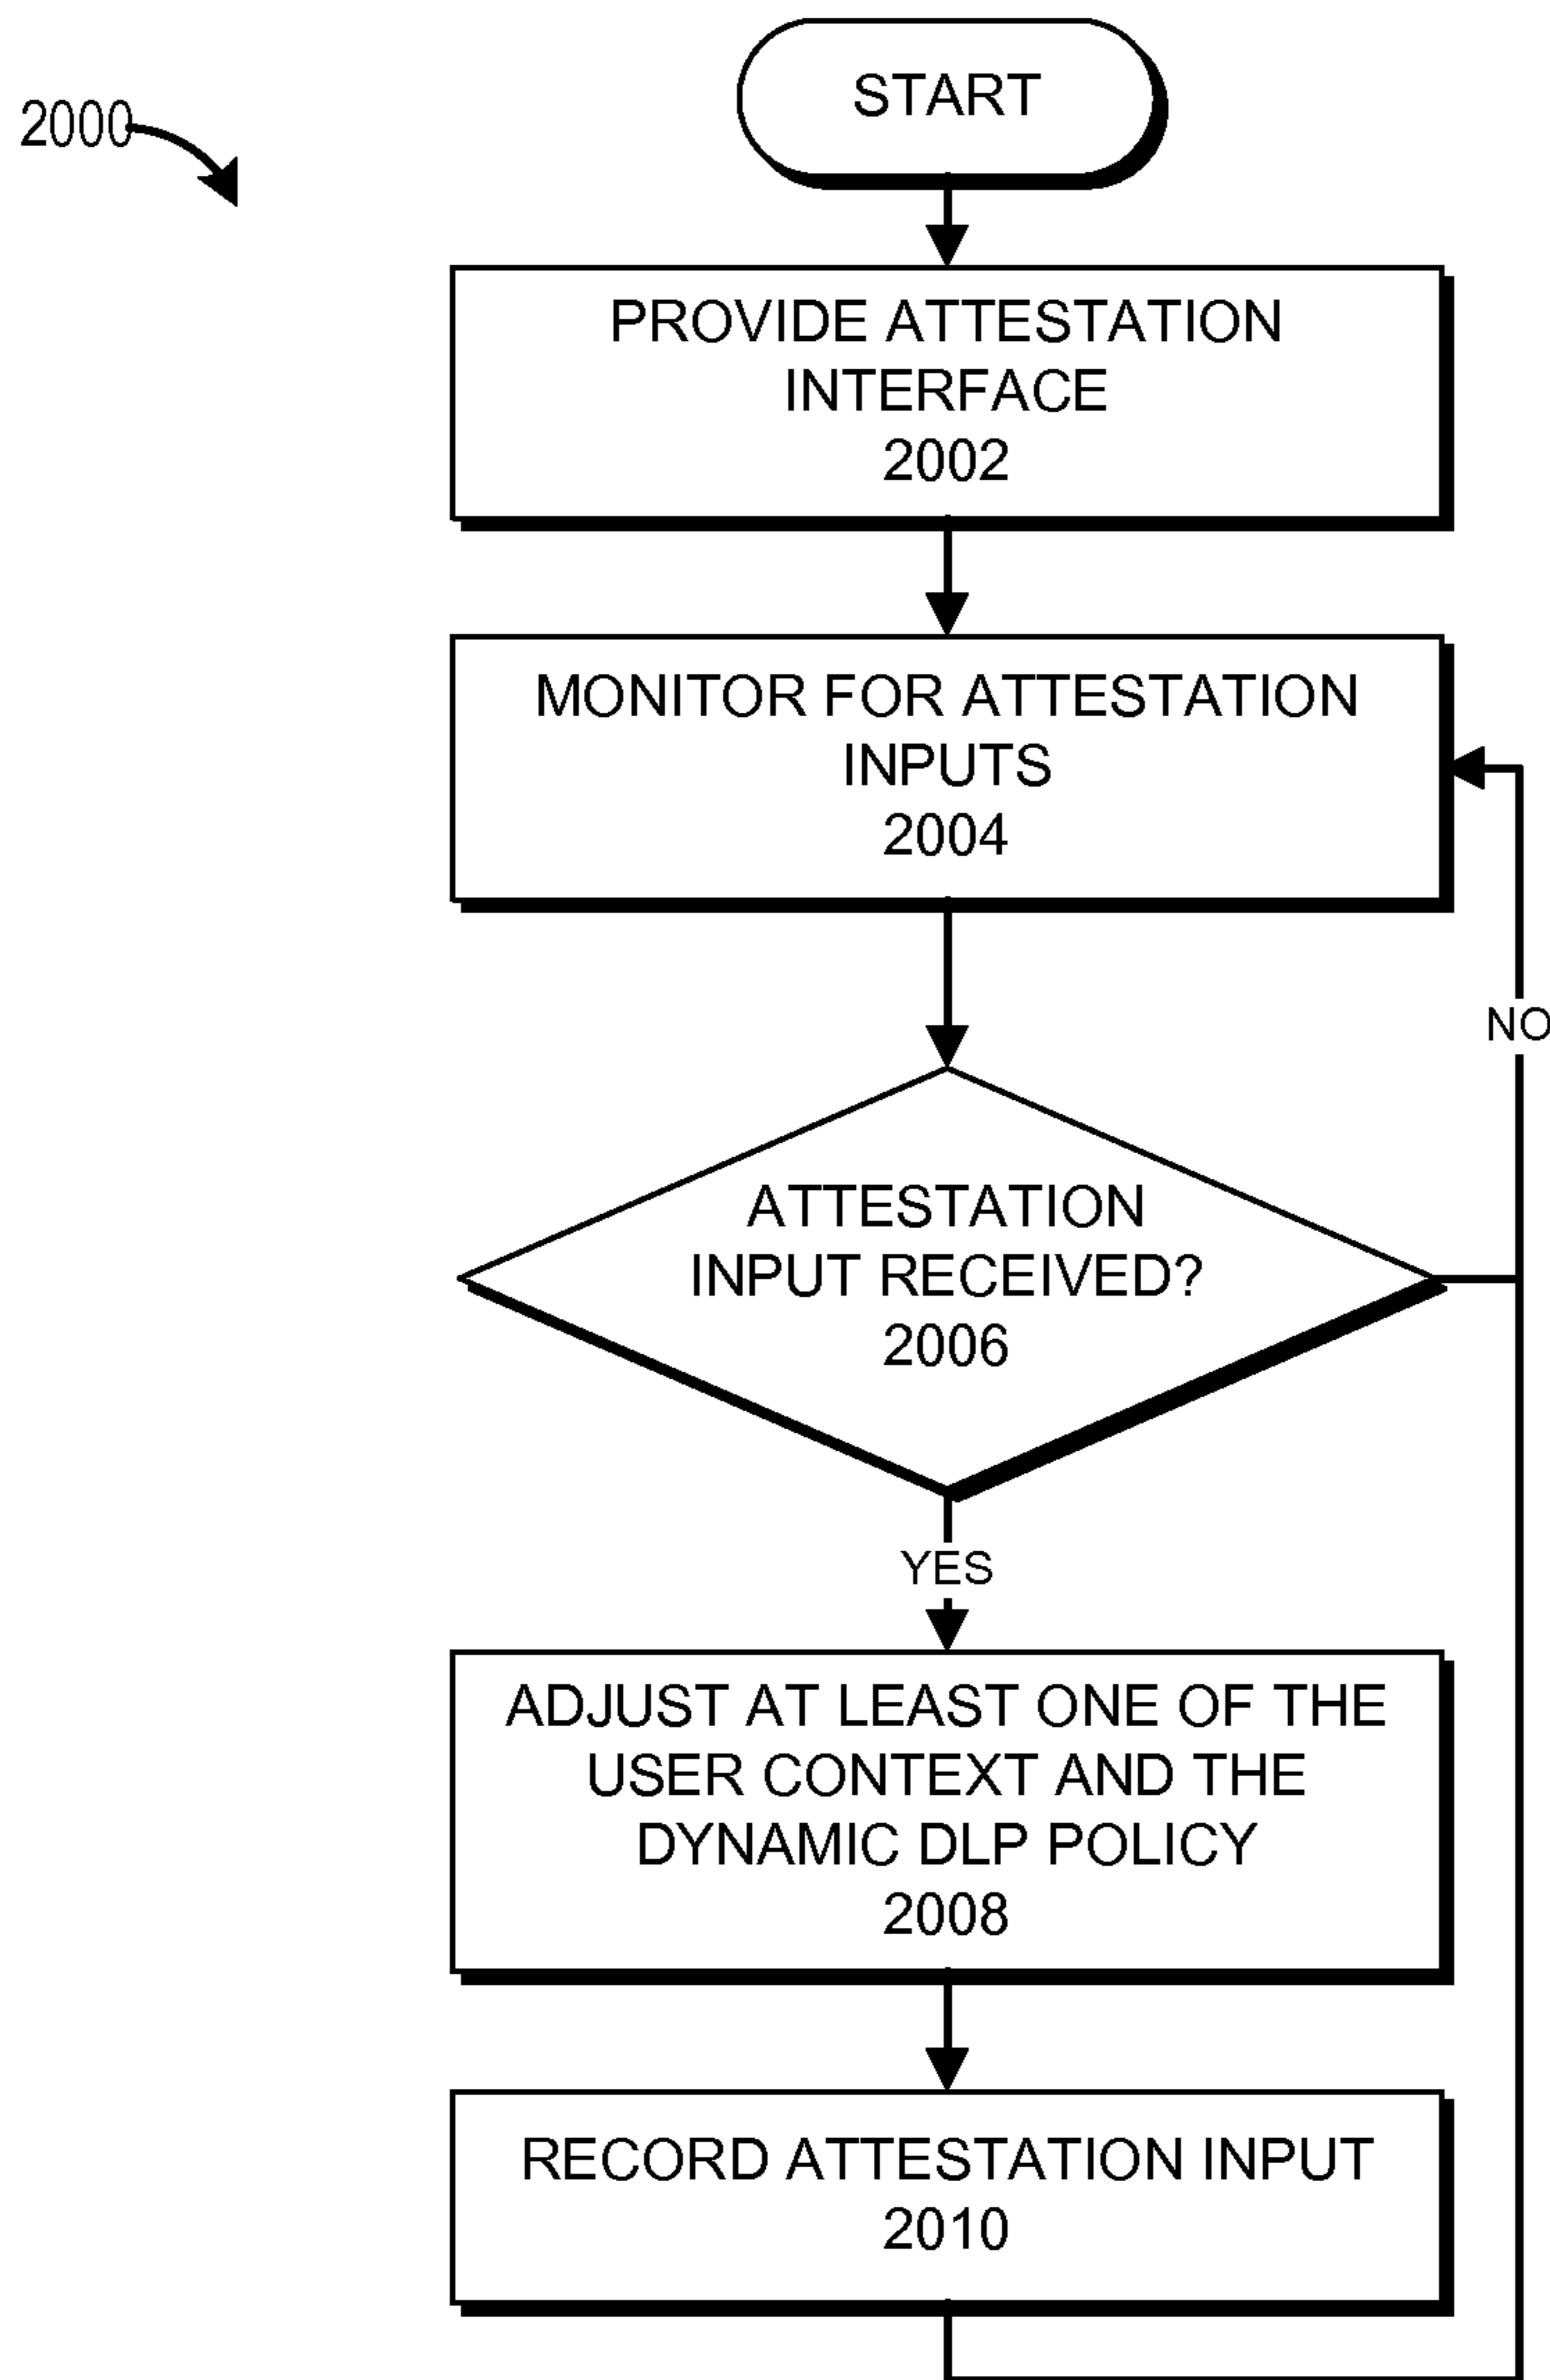 2000
START
PROVIDE ATTESTATION
INTERFACE
2002
MONITOR FOR ATTESTATION
INPUTS
2004
NO
ATTESTATION
INPUT RECEIVED?
2006
YES
ADJUST AT LEAST ONE OF THE
USER CONTEXT AND THE
DYNAMIC DLP POLICY
2008
RECORD ATTESTATION INPUT
2010